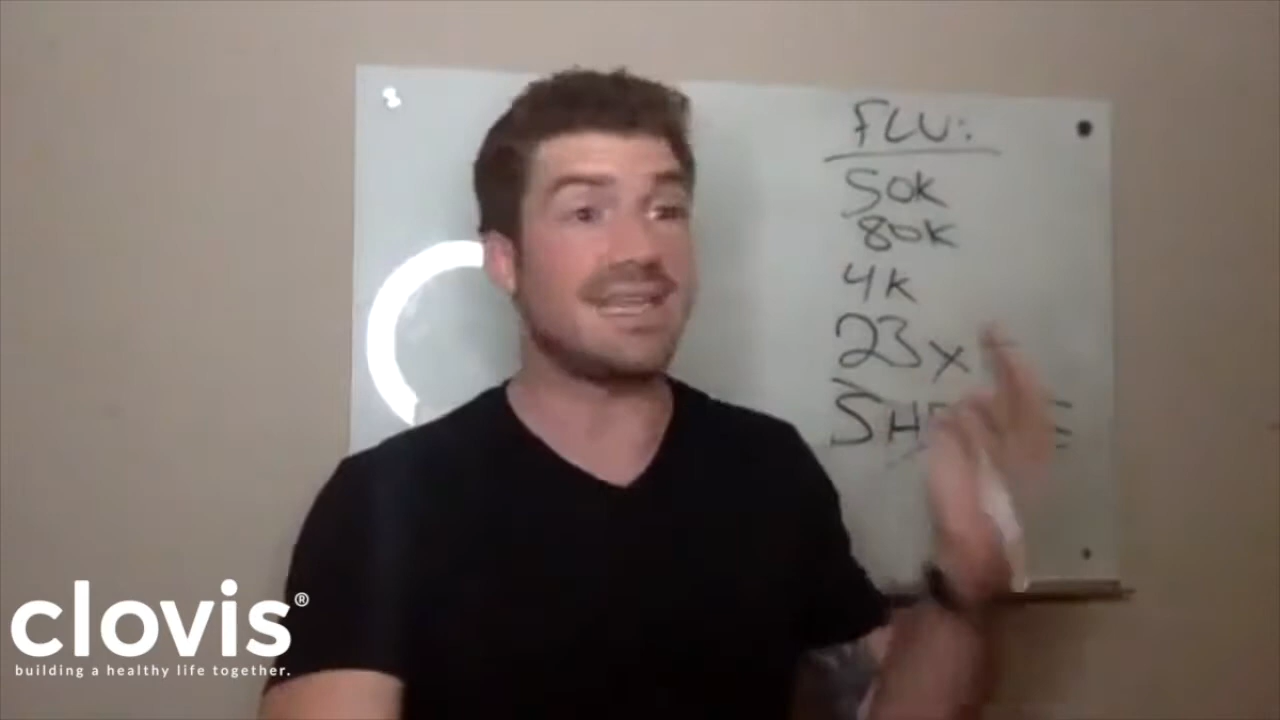 FLU:
50K
80K
4K
23x
clovis®
building a healthy life together.